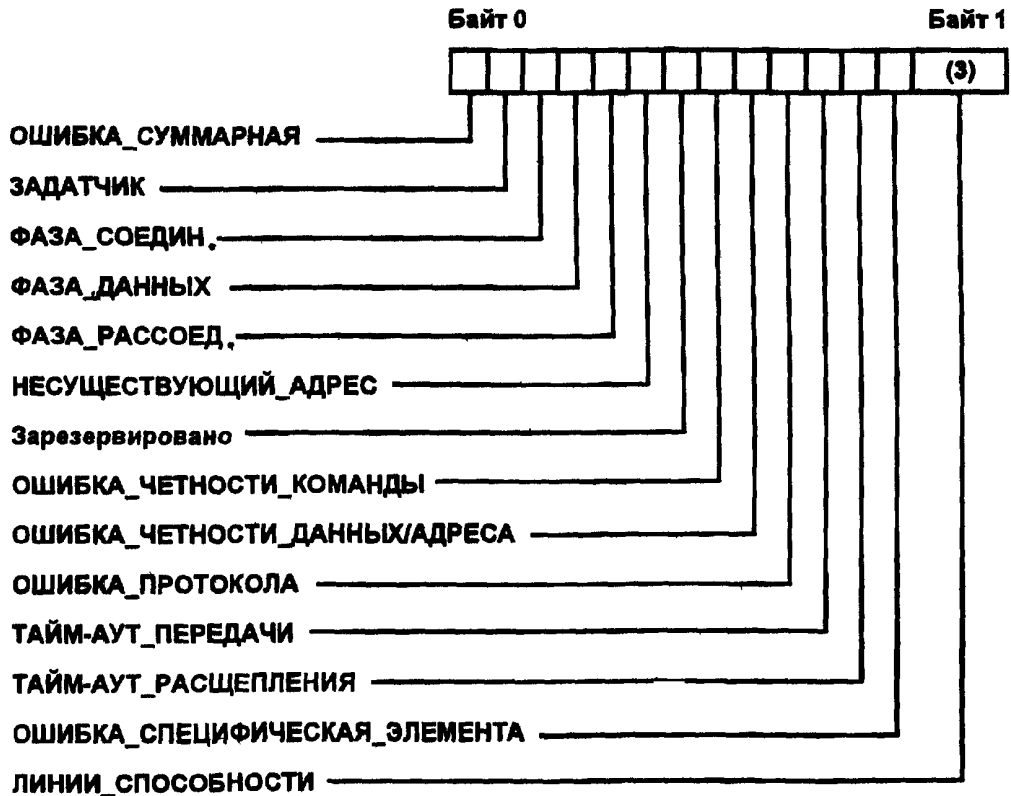 Байт 0 Байт 1
(3)
ОШИБКА_СУММАРНАЯ
ЗАДАТЧИК
ФАЗА_СОЕДИН.
ФАЗА_ДАННЫХ
ФАЗА_РАССОЕД.
НЕСУЩЕСТВУЮЩИЙ_АДРЕС
Зарезервировано
ОШИБКА_ЧЕТНОСТИ_КОМАНДЫ
ОШИБКА_ЧЕТНОСТИ_ДАННЫХ/АДРЕСА
ОШИБКА_ПРОТОКОЛА
ТАЙМ-АУТ_ПЕРЕДАЧИ
ТАЙМ-АУТ_РАСЩЕПЛЕНИЯ
ОШИБКА_СПЕЦИФИЧЕСКАЯ_ЭЛЕМЕНТА
ЛИНИИ_СПОСОБНОСТИ